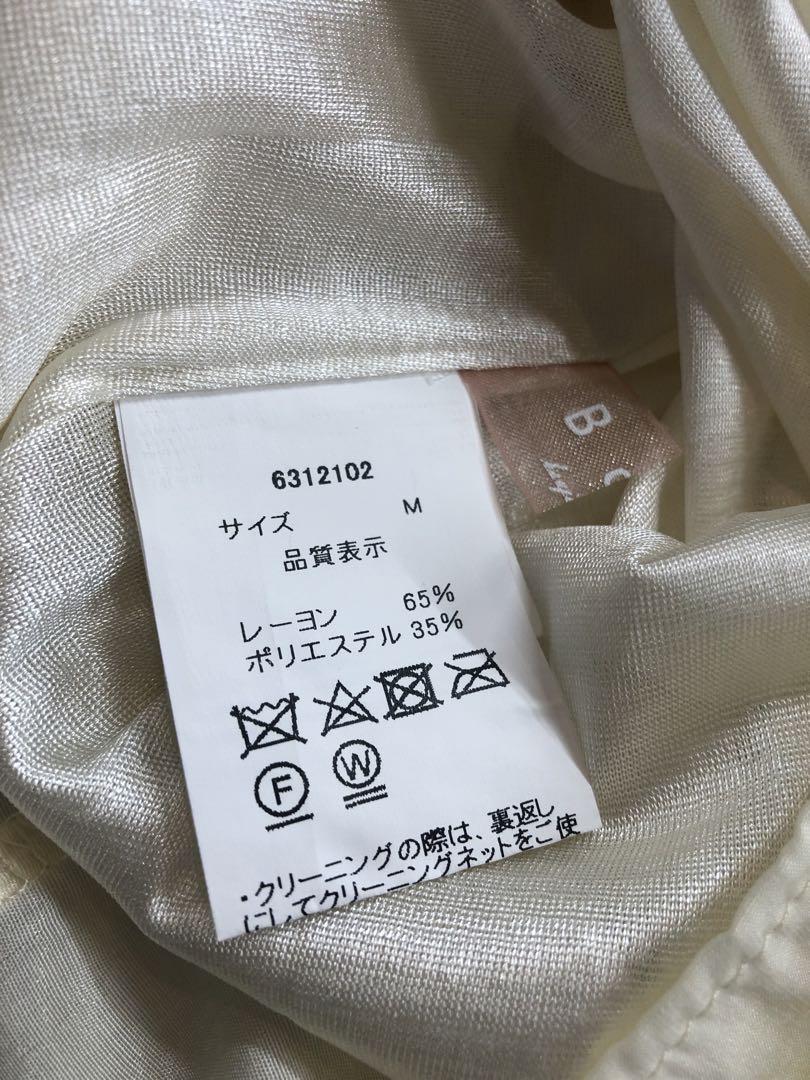 6312102
サイズ M
品質表示
レーヨン 65%
ポリエステル 35%
F W
・クリーニングの際は、裏返し
にしてクリーニングネットをご使
B